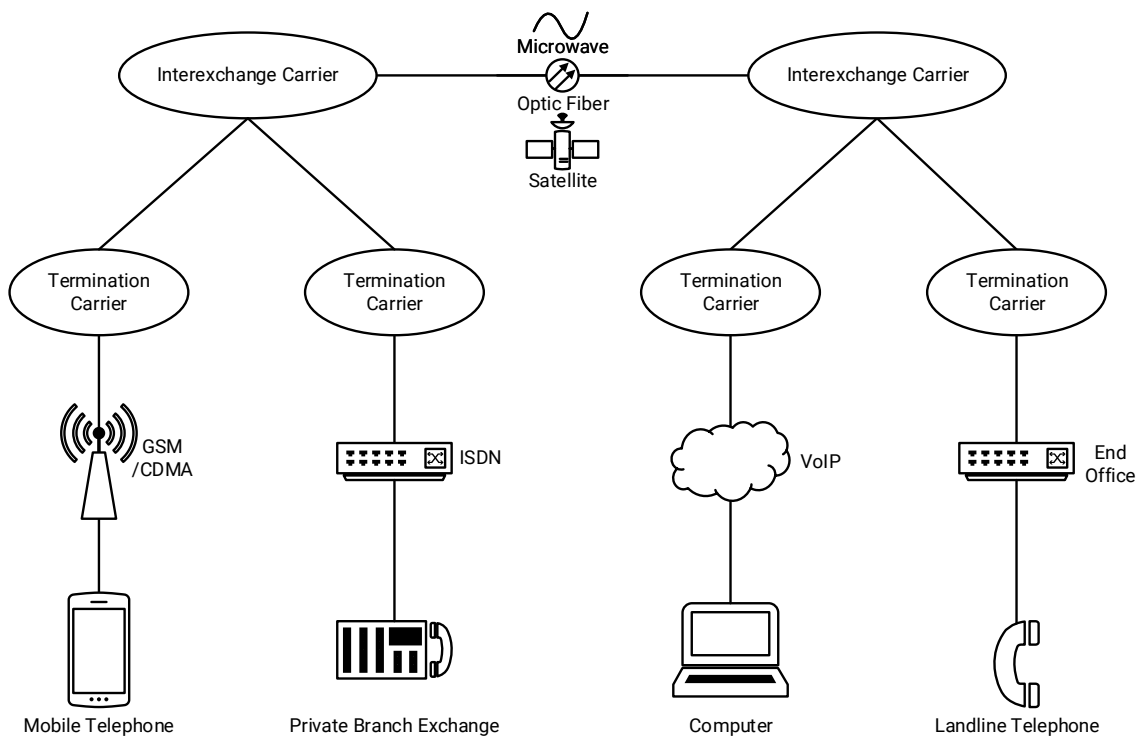 Microwave
Interexchange Carrier
Interexchange Carrier
Optic Fiber
Satellite
Termination
Carrier
Termination
Carrier
Termination
Carrier
Termination
Carrier
GSM
/CDMA
ISDN
VoIP
End
Office
Mobile Telephone
Private Branch Exchange
Computer
Landline Telephone